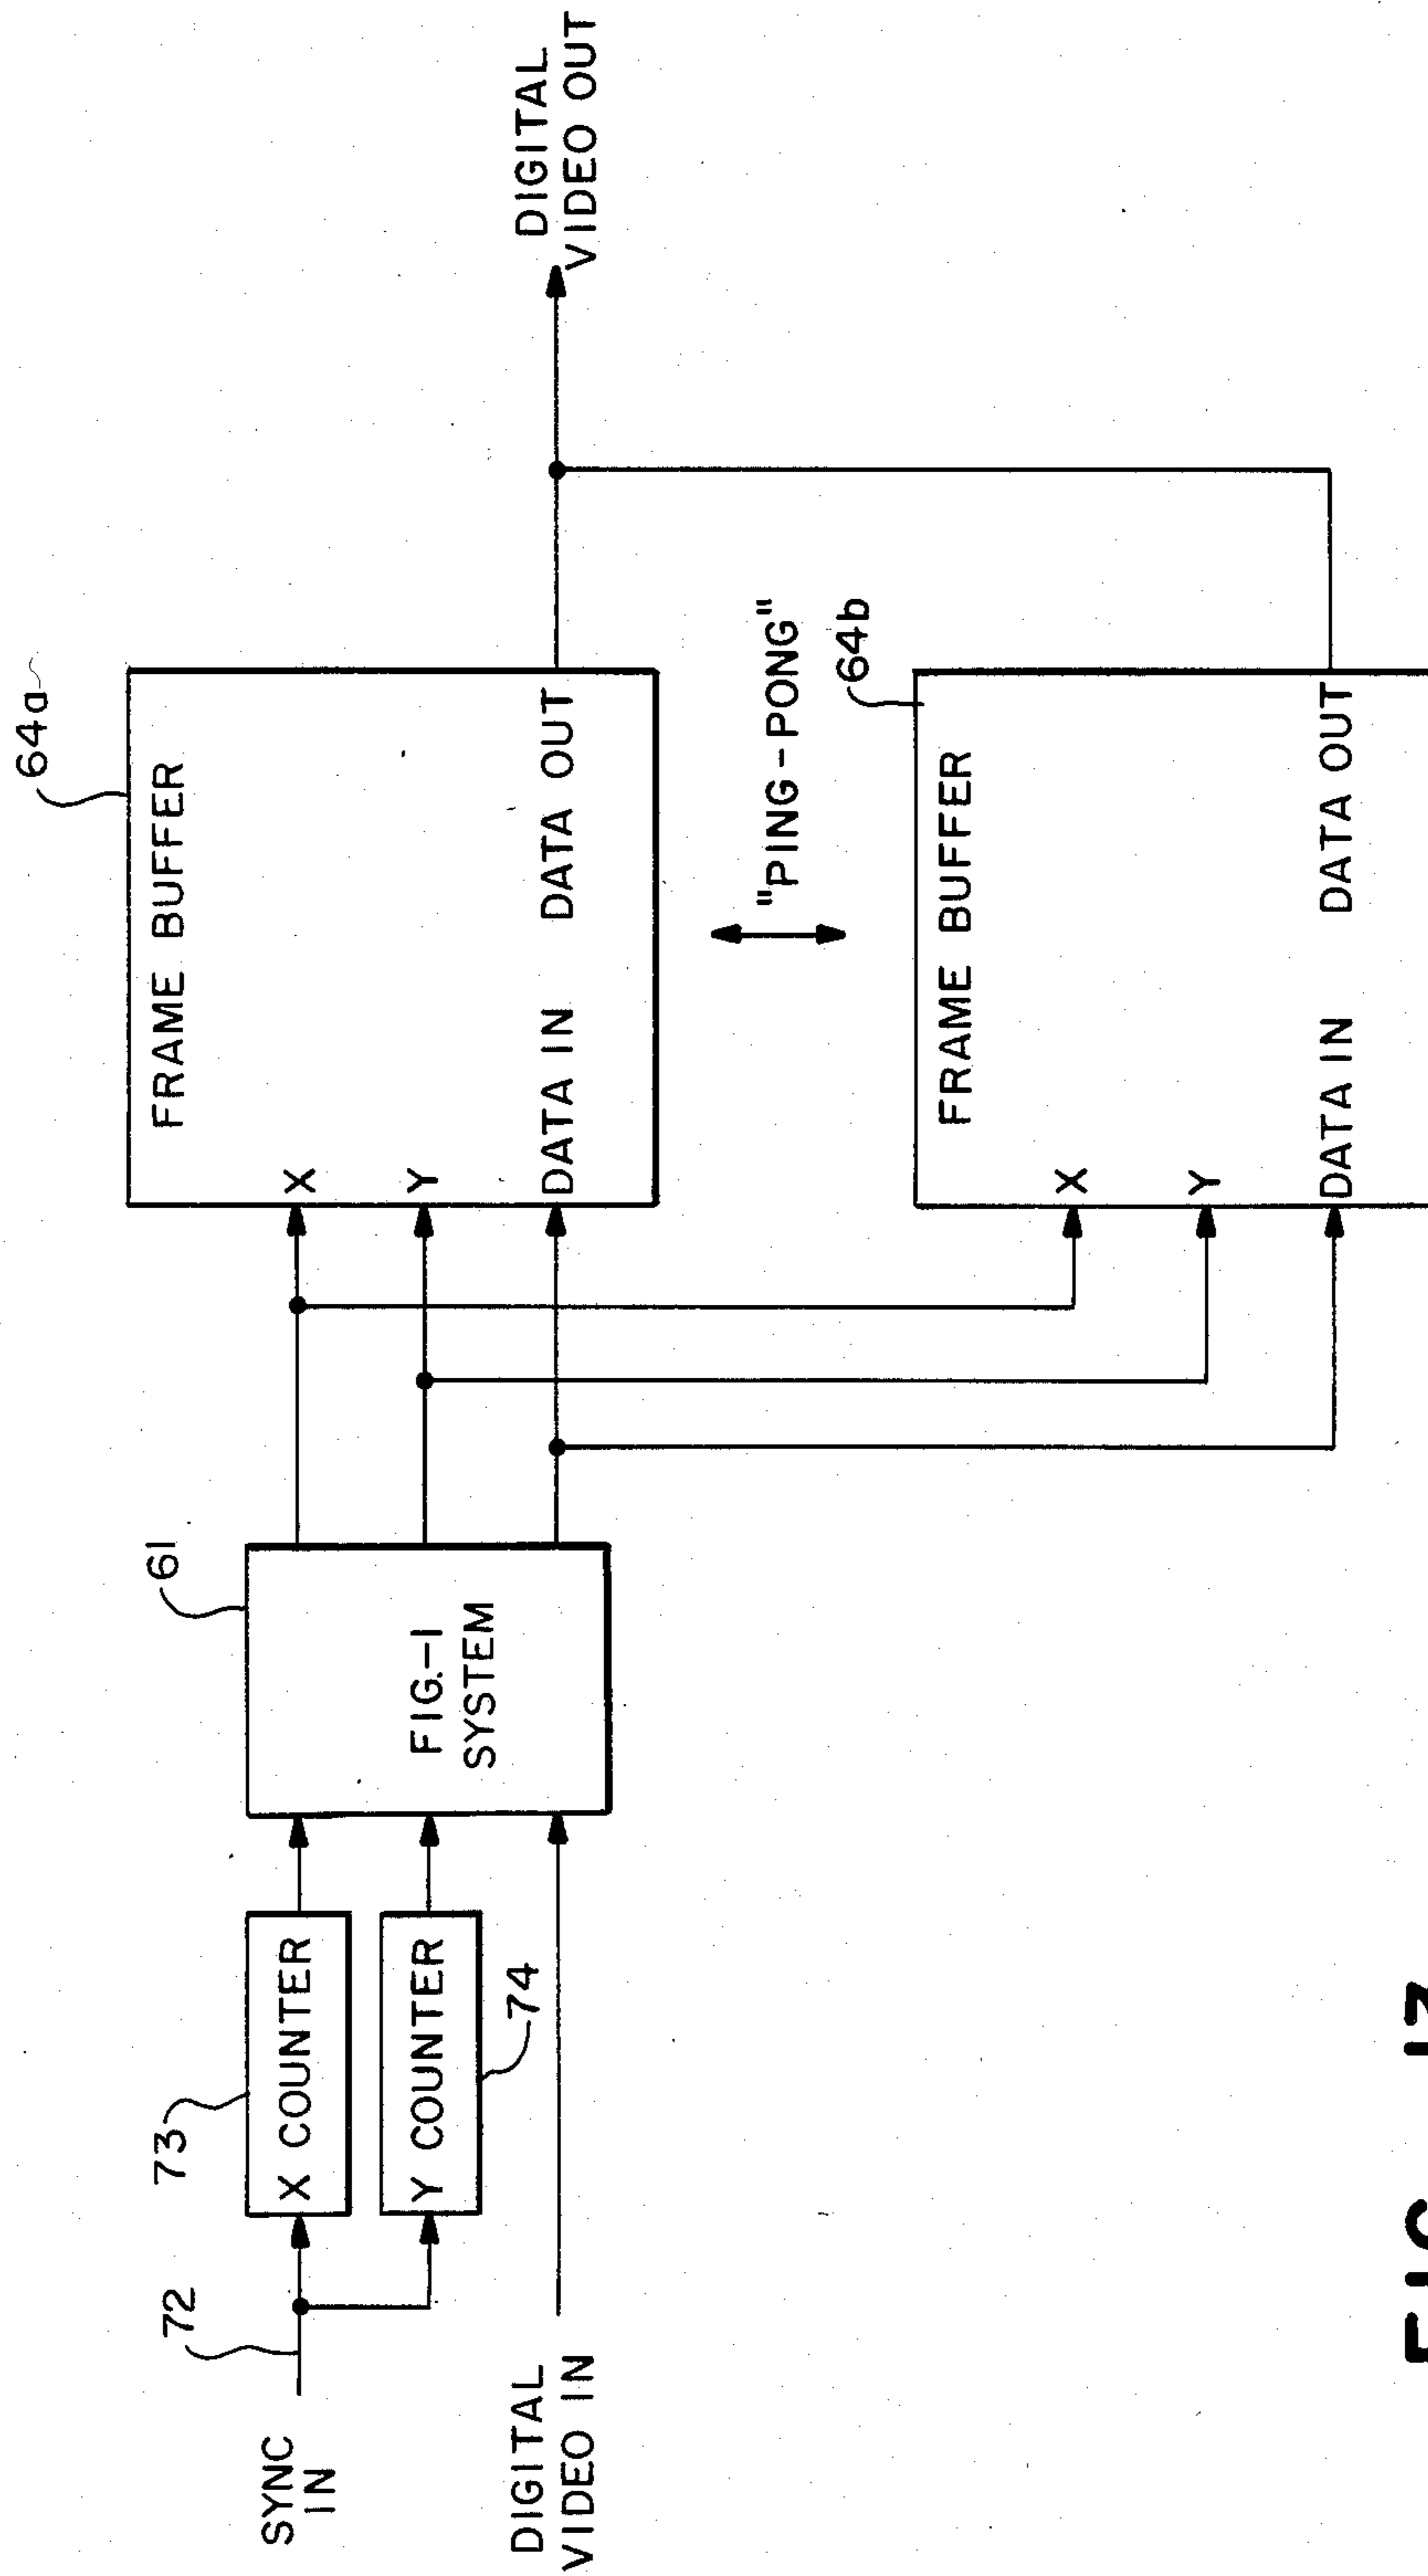 64a
FRAME BUFFER
X
Y
DATA IN DATA OUT
DIGITAL
VIDEO OUT
"PING-PONG"
64b
FRAME BUFFER
X
Y
DATA IN DATA OUT
61
FIG.-1
SYSTEM
73
X COUNTER
Y COUNTER
74
72
SYNC
IN
DIGITAL
VIDEO IN